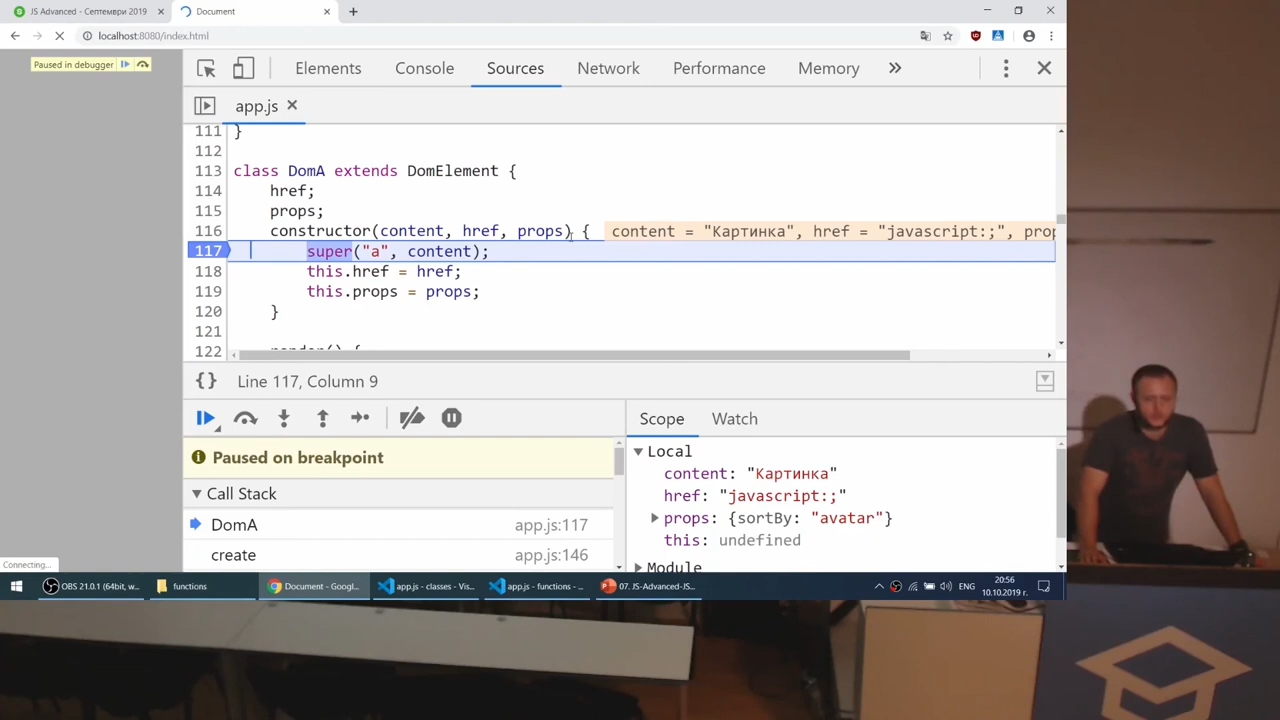 JS Advanced - Септември 2019
Document
localhost:8080/index.html
Paused in debugger
Elements
Console
Sources
Network
Performance
Memory
app.js
111 }
112
113 class DomA extends DomElement {
114 href;
115 props;
116 constructor(content, href, props) { content = "Картинка", href = "javascript:;", prop
117 super("a", content);
118 this.href = href;
119 this.props = props;
120 }
121
122 render() {
{} Line 117, Column 9
Scope
Watch
Paused on breakpoint
Local
content: "Картинка"
Call Stack
href: "javascript:;"
DomA app.js:117
props: {sortBy: "avatar"}
this: undefined
create app.js:146
Module
Connecting...
OBS 21.0.1 (64bit, w...
functions
Document - Googl...
app.js - classes - Vis...
app.js - functions - ...
07. JS-Advanced-JS...
ENG
20:56
10.10.2019 г.